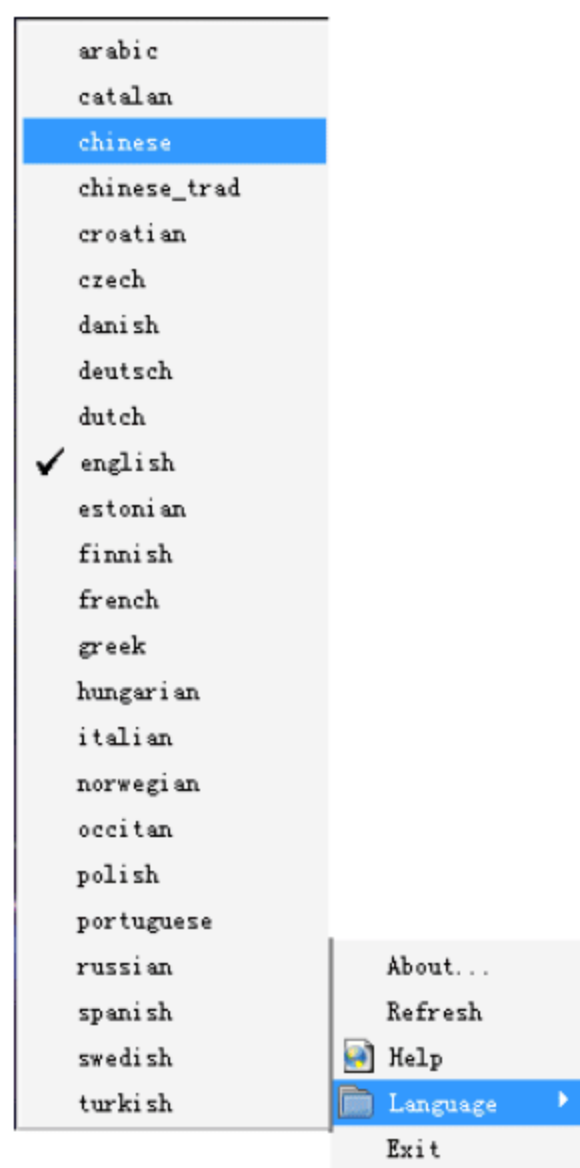 arabic
catalan
chinese
chinese_trad
croatian
czech
danish
deutsch
dutch
english
estonian
finnish
french
greek
hungarian
italian
norwegian
occitan
polish
portuguese
russian
spanish
swedish
turkish
About...
Refresh
Help
Language
Exit